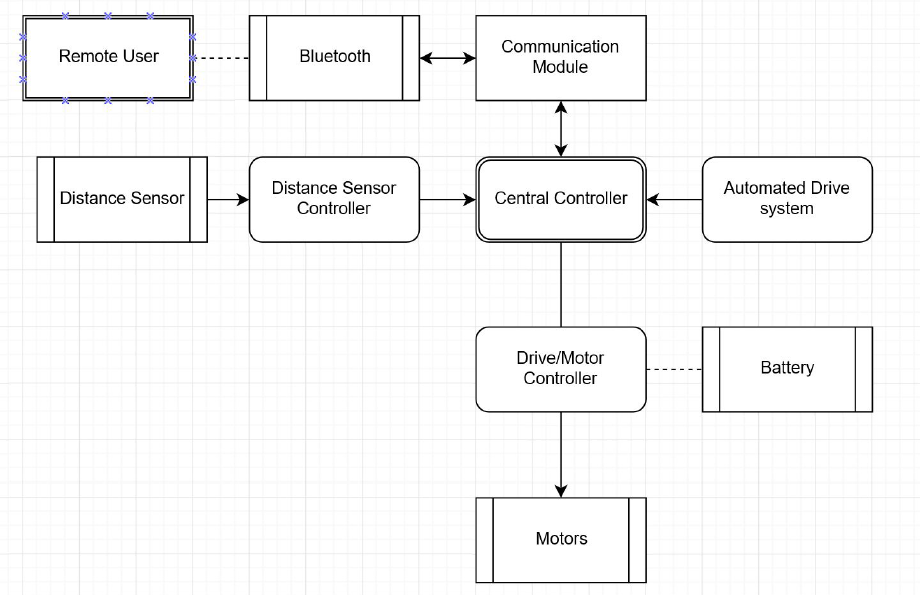 Remote User
Bluetooth
Communication
Module
Distance Sensor
Distance Sensor
Controller
Central Controller
Automated Drive
system
Drive/Motor
Controller
Battery
Motors